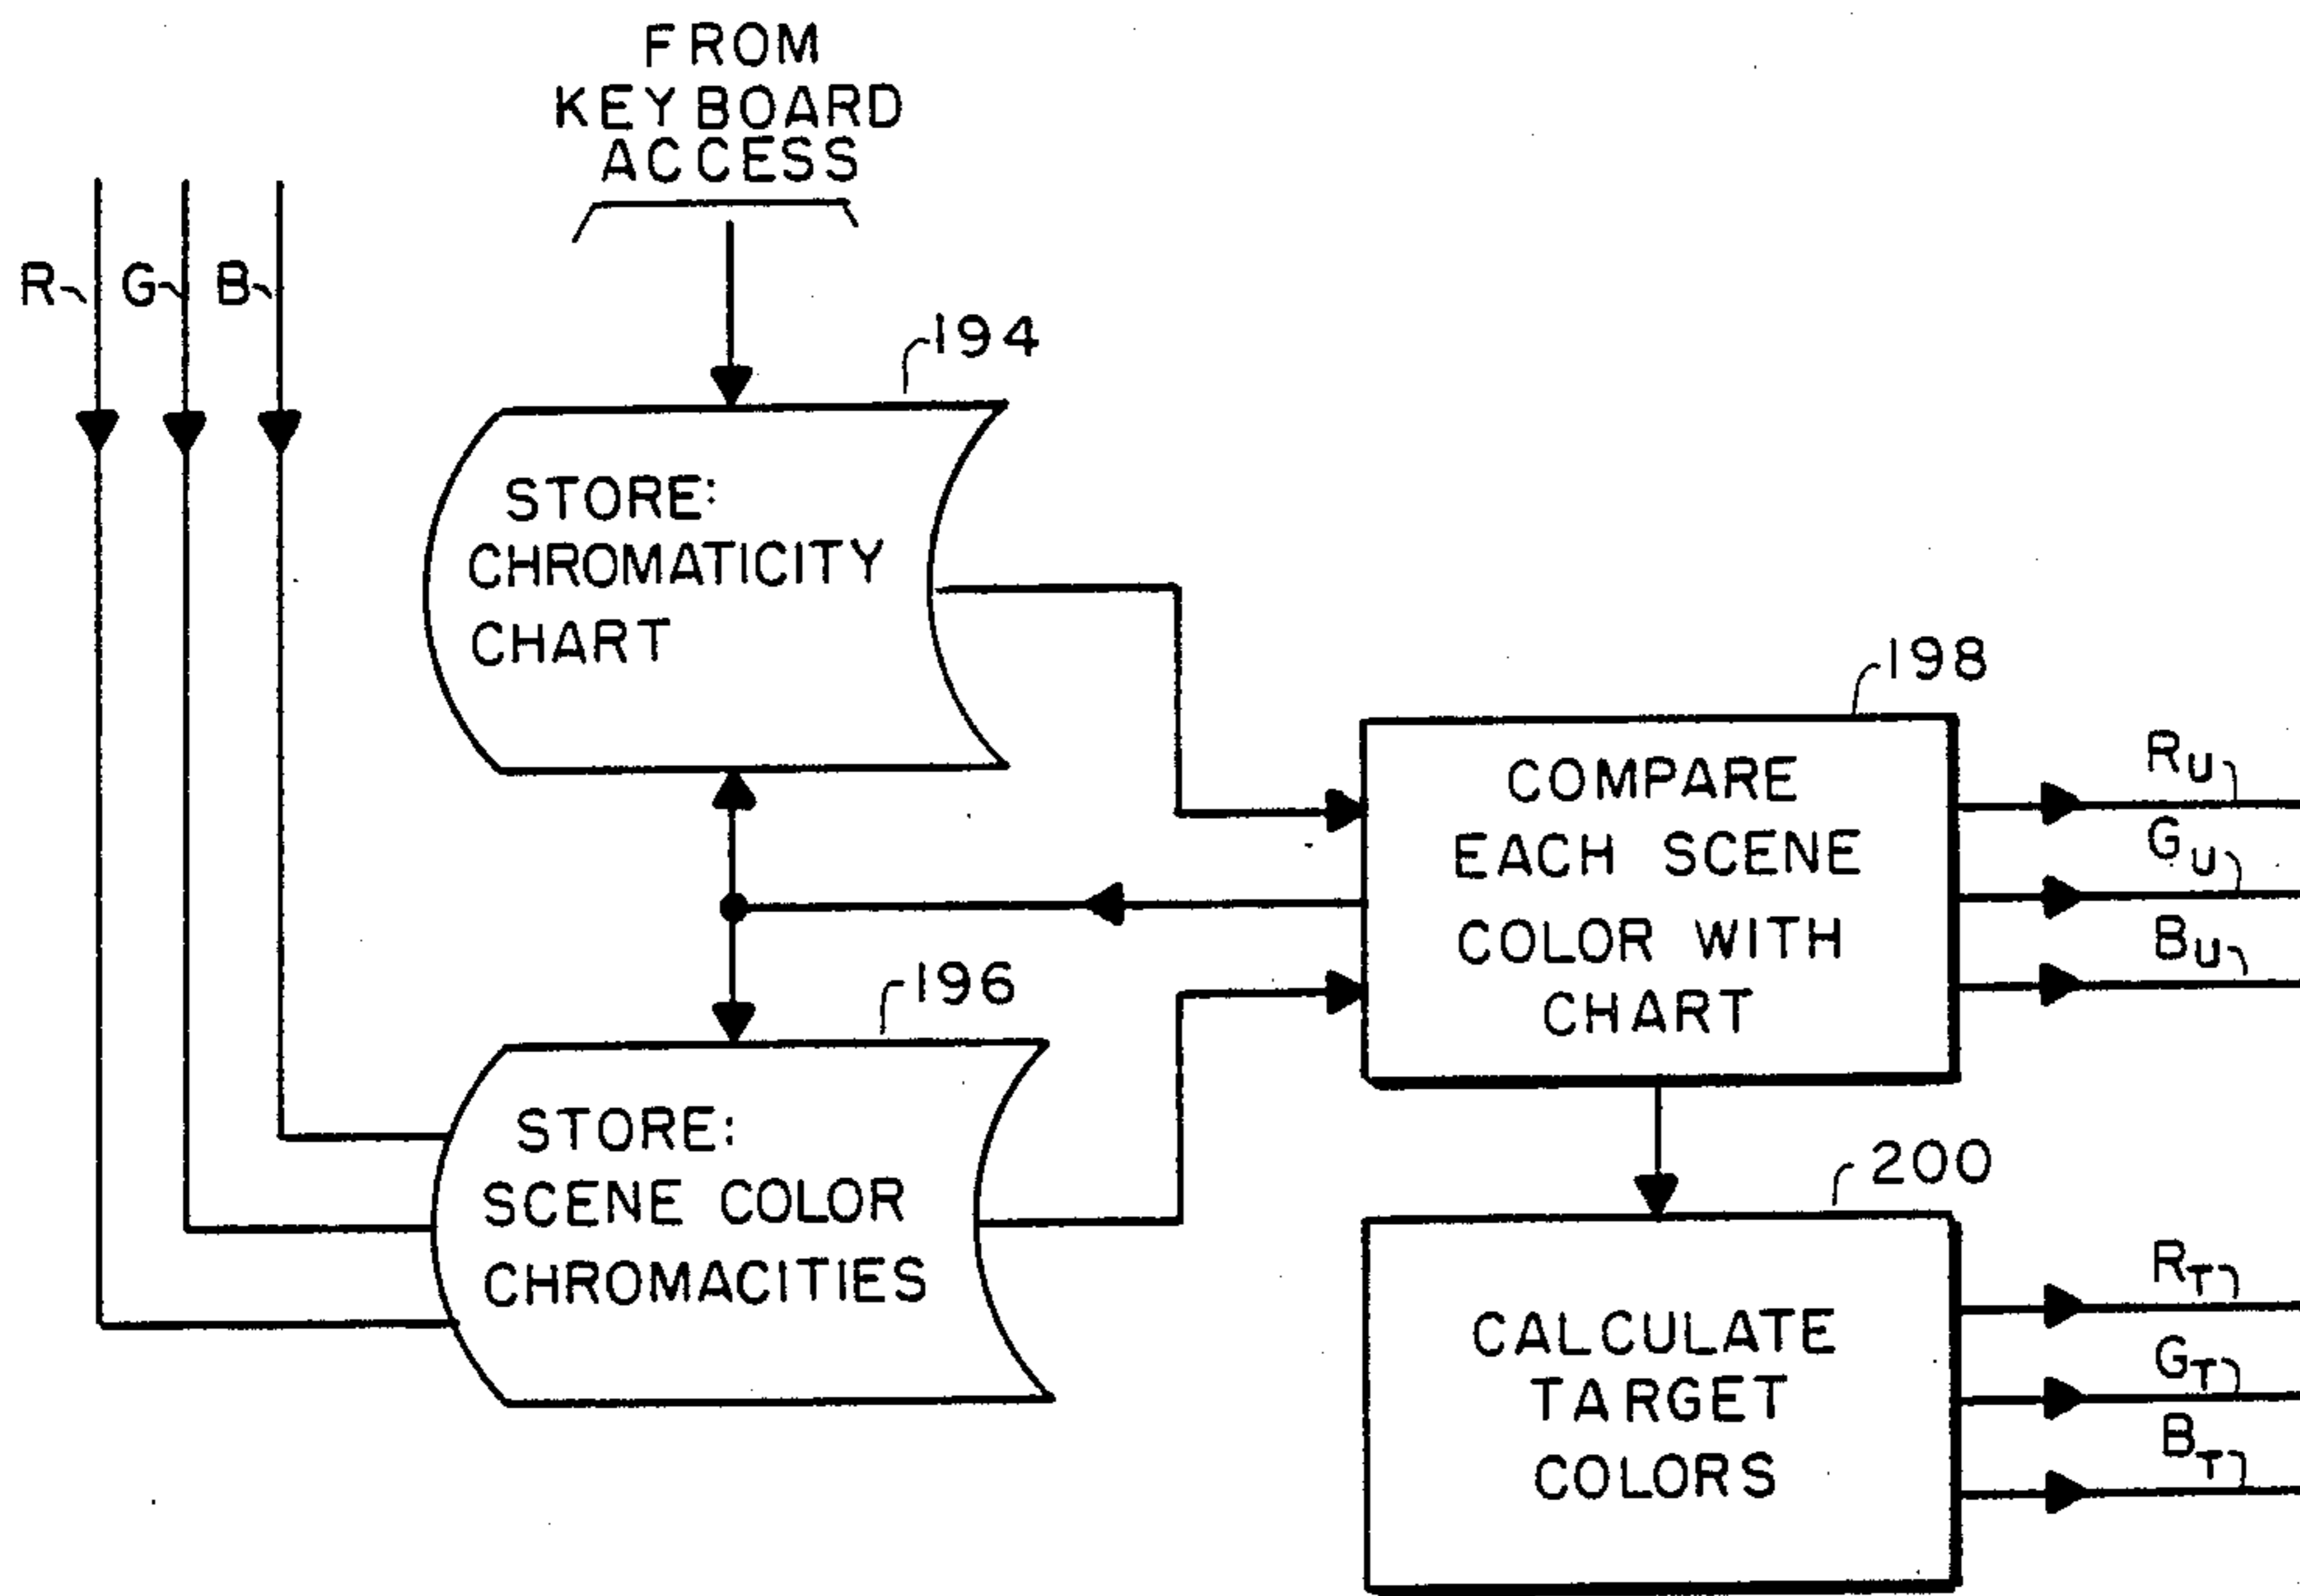 FROM
KEYBOARD
ACCESS
R G B
194
STORE:
CHROMATICITY
CHART
198
COMPARE
EACH SCENE
COLOR WITH
CHART
RU
GU
BU
196
STORE:
SCENE COLOR
CHROMACITIES
200
CALCULATE
TARGET
COLORS
RT
GT
BT